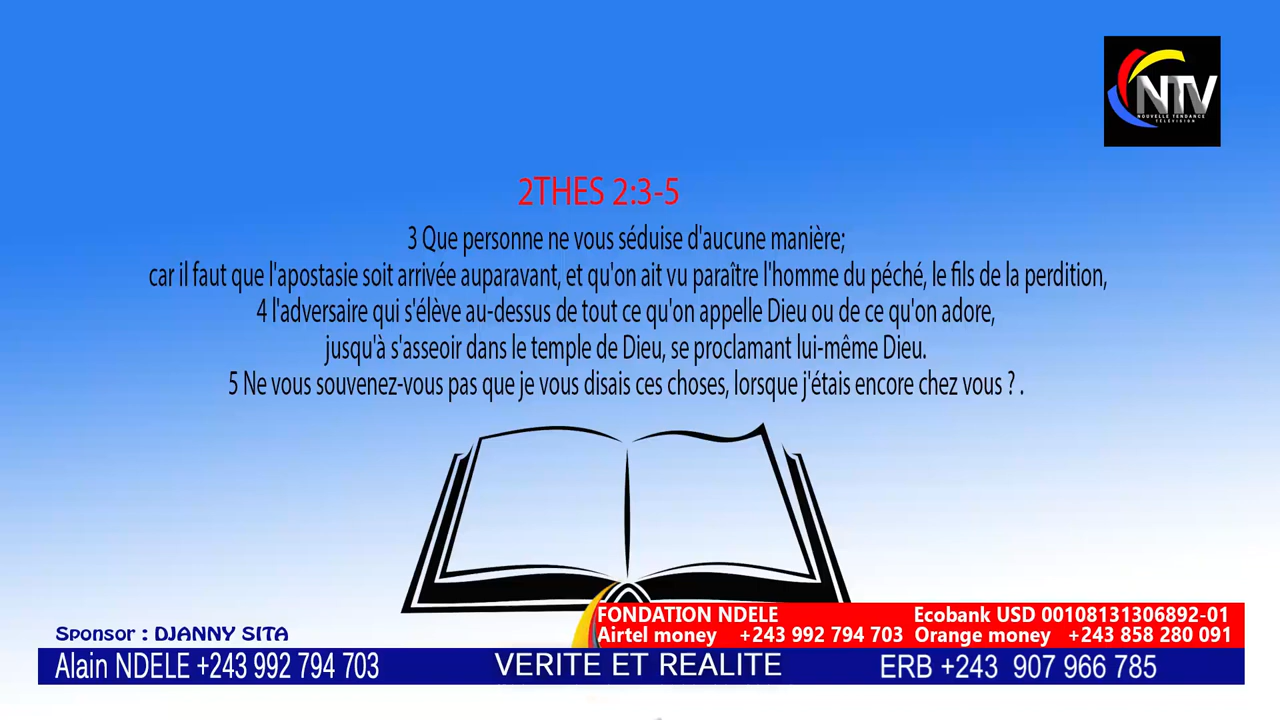 NTV
NOUVELLE TENDANCE
TÉLÉVISION
2THES 2:3-5
3 Que personne ne vous séduise d'aucune manière;
car il faut que l'apostasie soit arrivée auparavant, et qu'on ait vu paraître l'homme du péché, le fils de la perdition,
4 l'adversaire qui s'élève au-dessus de tout ce qu'on appelle Dieu ou de ce qu'on adore,
jusqu'à s'asseoir dans le temple de Dieu, se proclamant lui-même Dieu.
5 Ne vous souvenez-vous pas que je vous disais ces choses, lorsque j'étais encore chez vous ? .
FONDATION NDELE Ecobank USD 00108131306892-01
Airtel money +243 992 794 703 Orange money +243 858 280 091
Sponsor : DJANNY SITA
Alain NDELE +243 992 794 703 VERITE ET REALITE ERB +243 907 966 785